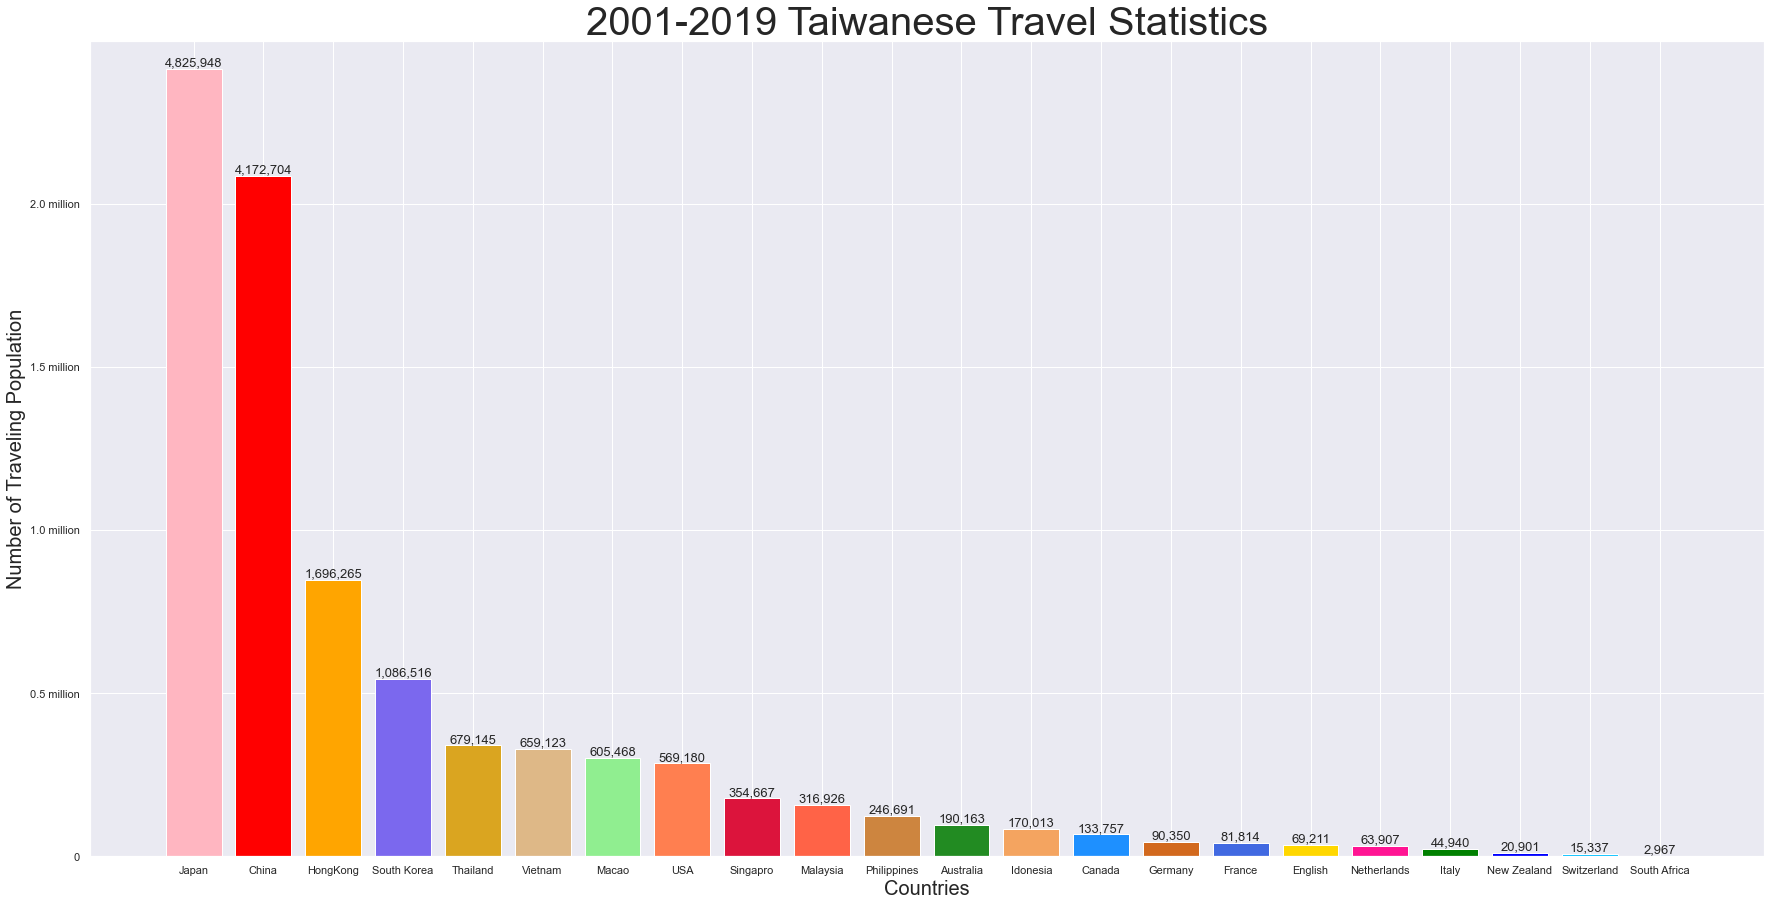 2001-2019 Taiwanese Travel Statistics
Number of Traveling Population
2.0 million
1.5 million
1.0 million
0.5 million
0
4,825,948
4,172,704
1,696,265
1,086,516
679,145
659,123
605,468
569,180
354,667
316,926
246,691
190,163
170,013
133,757
90,350
81,814
69,211
63,907
44,940
20,901
15,337
2,967
Japan
China
HongKong
South Korea
Thailand
Vietnam
Macao
USA
Singapro
Malaysia
Philippines
Australia
Idonesia
Canada
Germany
France
English
Netherlands
Italy
New Zealand
Switzerland
South Africa
Countries